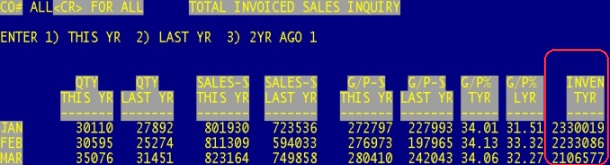 CO# ALL<CR> FOR ALL TOTAL INVOICED SALES INQUIRY
ENTER 1) THIS YR 2) LAST YR 3) 2YR AGO 1
QTY QTY SALES-$ SALES-$ G/P-$ G/P-$ G/P% G/P% INVEN
THIS YR LAST YR THIS YR LAST YR THIS YR LAST YR TYR LYR TYR
------- ------- ------- ------- ------- ------- ----- ----- -------
JAN 30110 27892 801930 723536 272797 227993 34.01 31.51 2330019
FEB 30595 25274 811309 594033 276973 197965 34.13 33.32 2233086
MAR 35076 31451 823164 749858 280410 242043 34.06 32.27 2106577